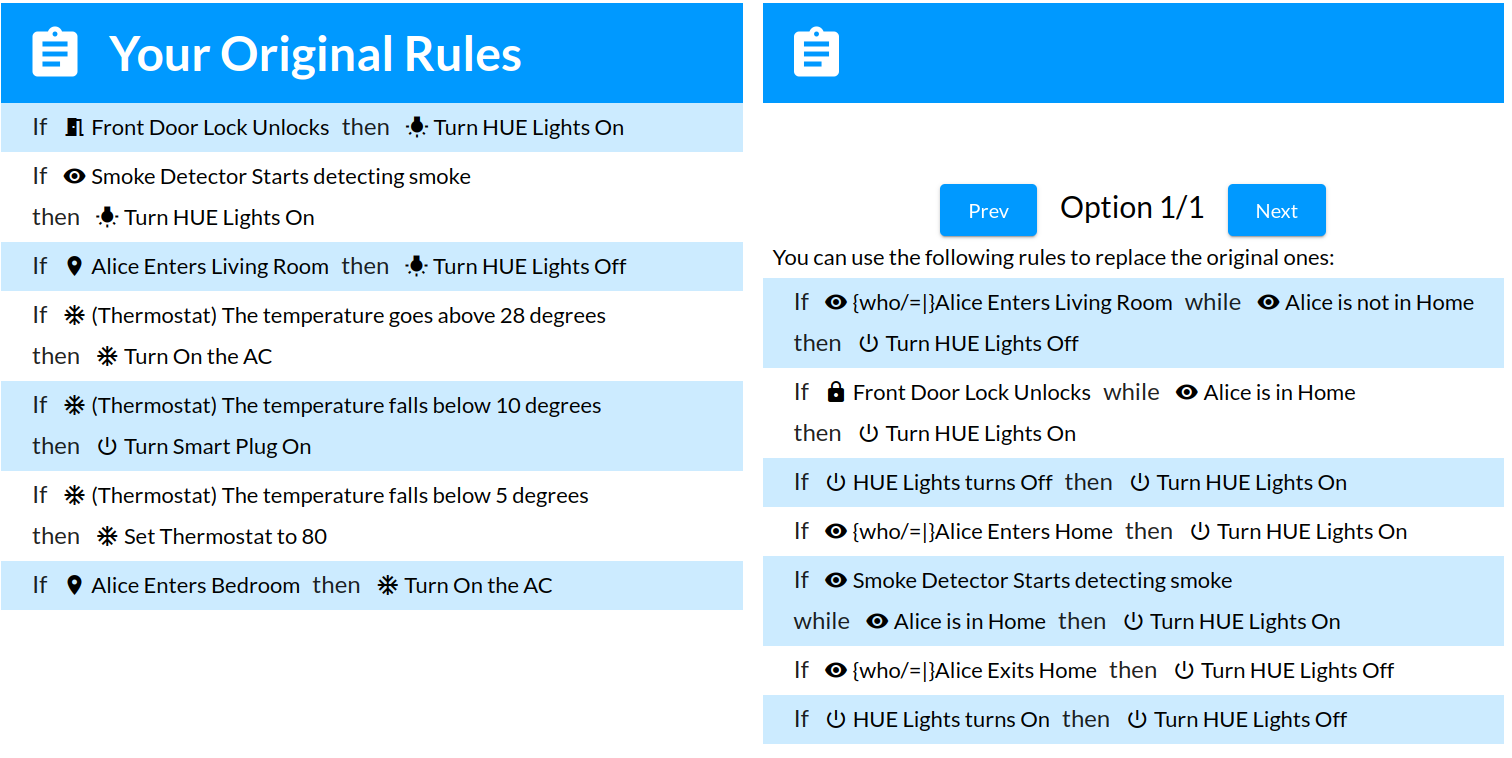 Your Original Rules
If Front Door Lock Unlocks then Turn HUE Lights On
If Smoke Detector Starts detecting smoke
then Turn HUE Lights On
If Alice Enters Living Room then Turn HUE Lights Off
If (Thermostat) The temperature goes above 28 degrees
then Turn On the AC
If (Thermostat) The temperature falls below 10 degrees
then Turn Smart Plug On
If (Thermostat) The temperature falls below 5 degrees
then Set Thermostat to 80
If Alice Enters Bedroom then Turn On the AC
Prev Option 1/1 Next
You can use the following rules to replace the original ones:
If {who/=|}Alice Enters Living Room while Alice is not in Home
then Turn HUE Lights Off
If Front Door Lock Unlocks while Alice is in Home
then Turn HUE Lights On
If HUE Lights turns Off then Turn HUE Lights On
If {who/=|}Alice Enters Home then Turn HUE Lights On
If Smoke Detector Starts detecting smoke
while Alice is in Home then Turn HUE Lights On
If {who/=|}Alice Exits Home then Turn HUE Lights Off
If HUE Lights turns On then Turn HUE Lights Off